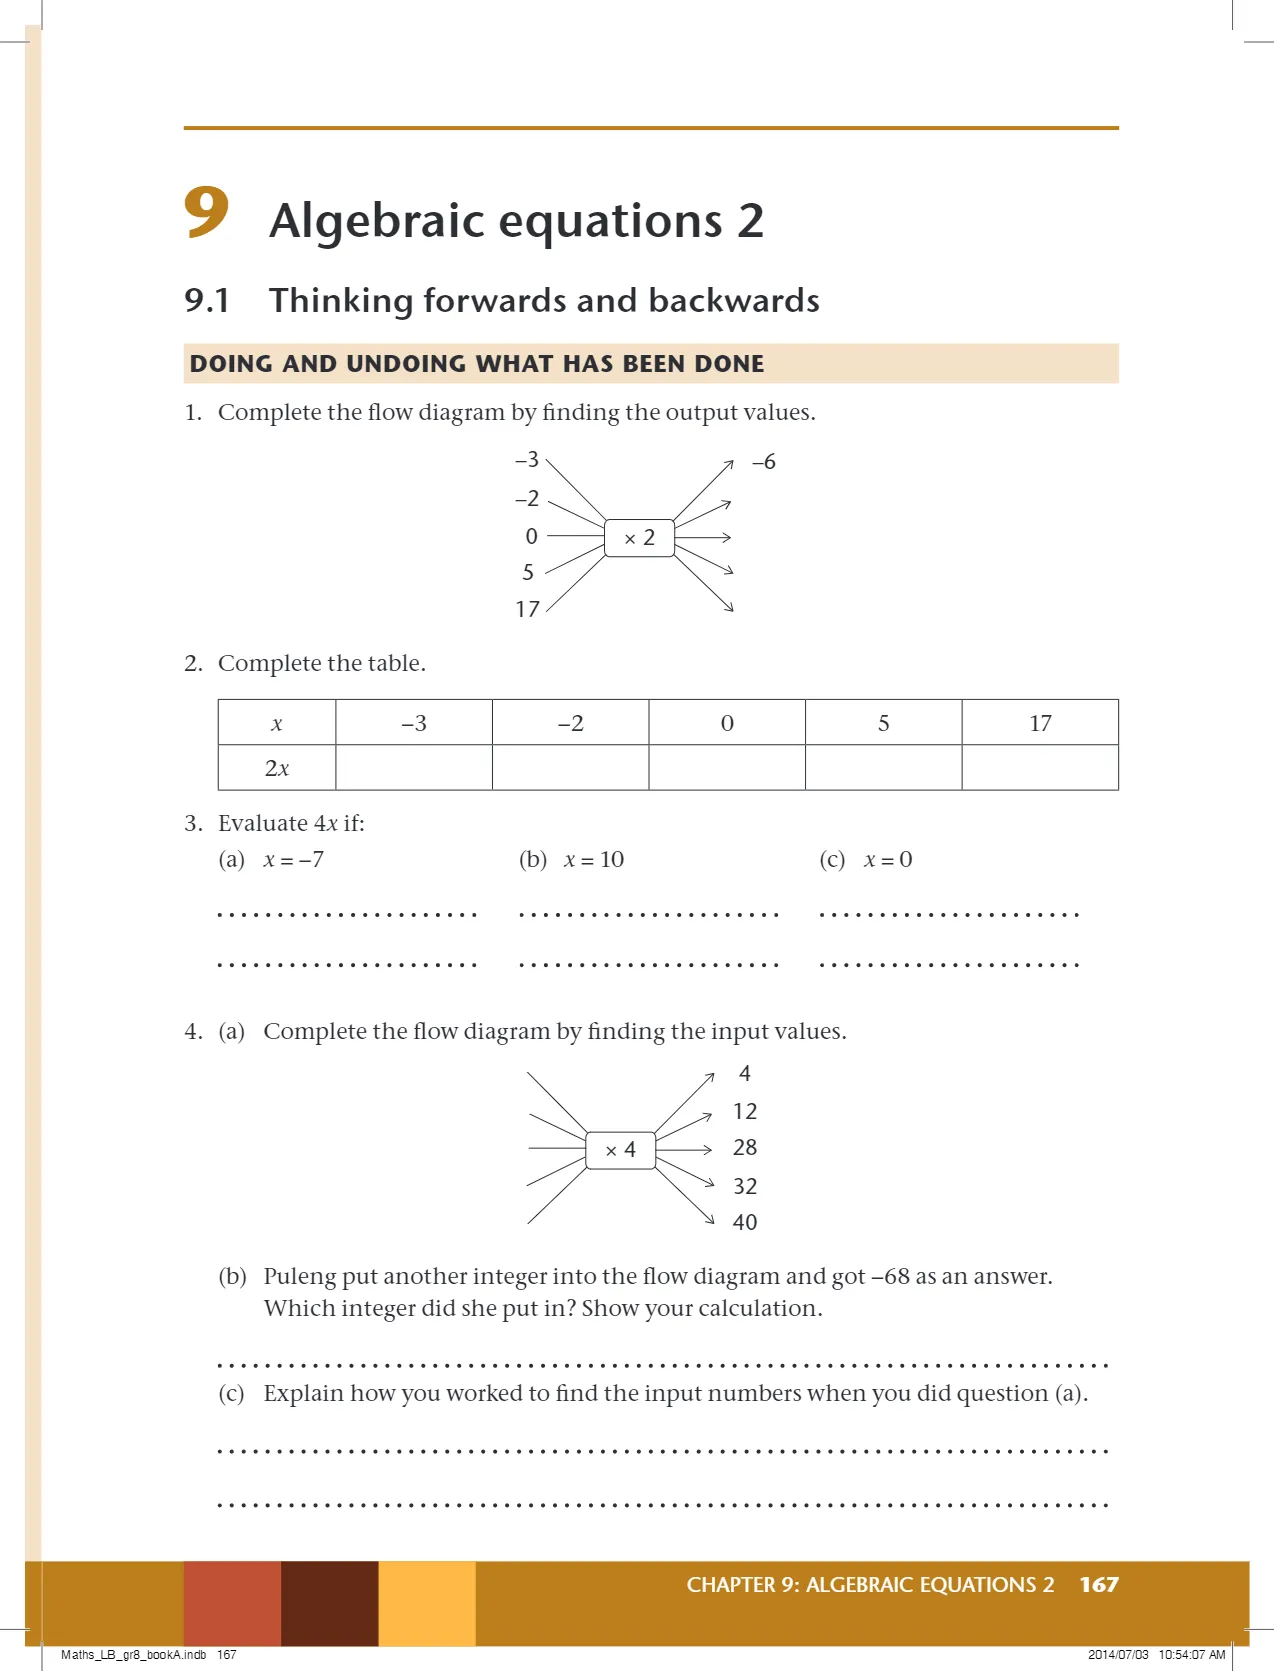 9 Algebraic equations 2
9.1 Thinking forwards and backwards
DOING AND UNDOING WHAT HAS BEEN DONE
1. Complete the flow diagram by finding the output values.
–3
–2
0
5
17
× 2
–6
2. Complete the table.
x –3 –2 0 5 17
2x
3. Evaluate 4x if:
(a) x = –7 (b) x = 10 (c) x = 0
4. (a) Complete the flow diagram by finding the input values.
× 4
4
12
28
32
40
(b) Puleng put another integer into the flow diagram and got –68 as an answer.
Which integer did she put in? Show your calculation.
(c) Explain how you worked to find the input numbers when you did question (a).
CHAPTER 9: ALGEBRAIC EQUATIONS 2 167
Maths_LB_gr8_bookA.indb 167 2014/07/03 10:54:07 AM